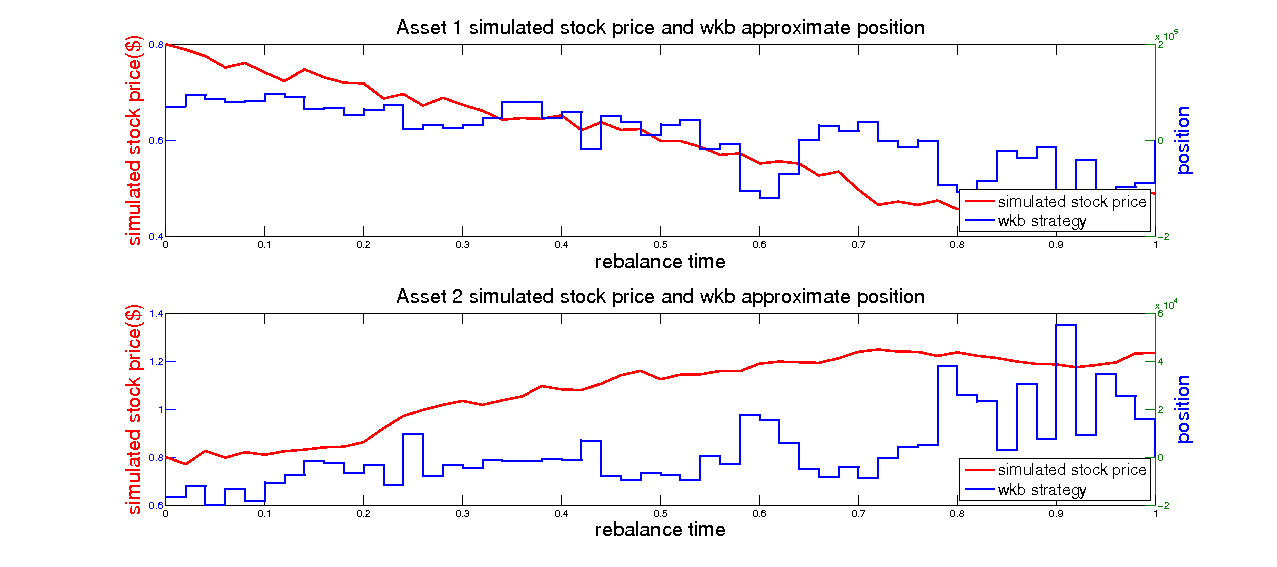 Asset 1 simulated stock price and wkb approximate position
x 10^5
simulated stock price($)
0.8
0.6
0.4
2
0
-2
position
simulated stock price
wkb strategy
0 0.1 0.2 0.3 0.4 0.5 0.6 0.7 0.8 0.9 1
rebalance time
Asset 2 simulated stock price and wkb approximate position
x 10^4
simulated stock price($)
1.4
1.2
1
0.8
0.6
6
4
2
0
-2
position
simulated stock price
wkb strategy
0 0.1 0.2 0.3 0.4 0.5 0.6 0.7 0.8 0.9 1
rebalance time